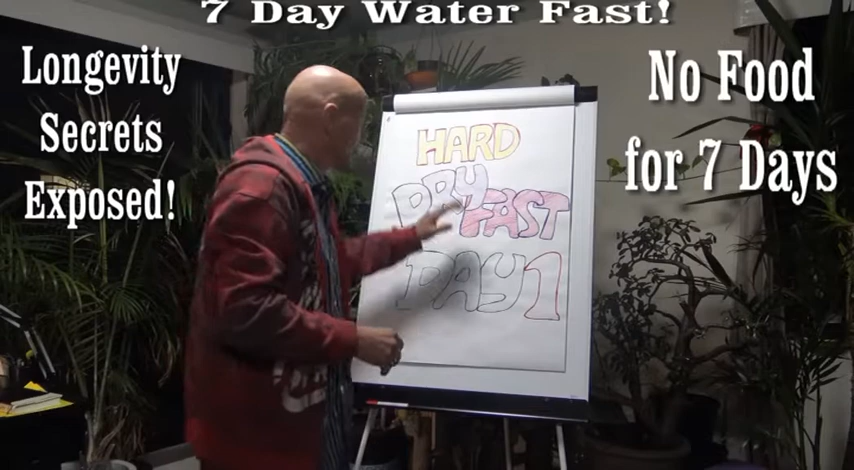 7 Day Water Fast!
Longevity
Secrets
Exposed!
No Food
for 7 Days
HARD
DRY
FAST
DAY 1